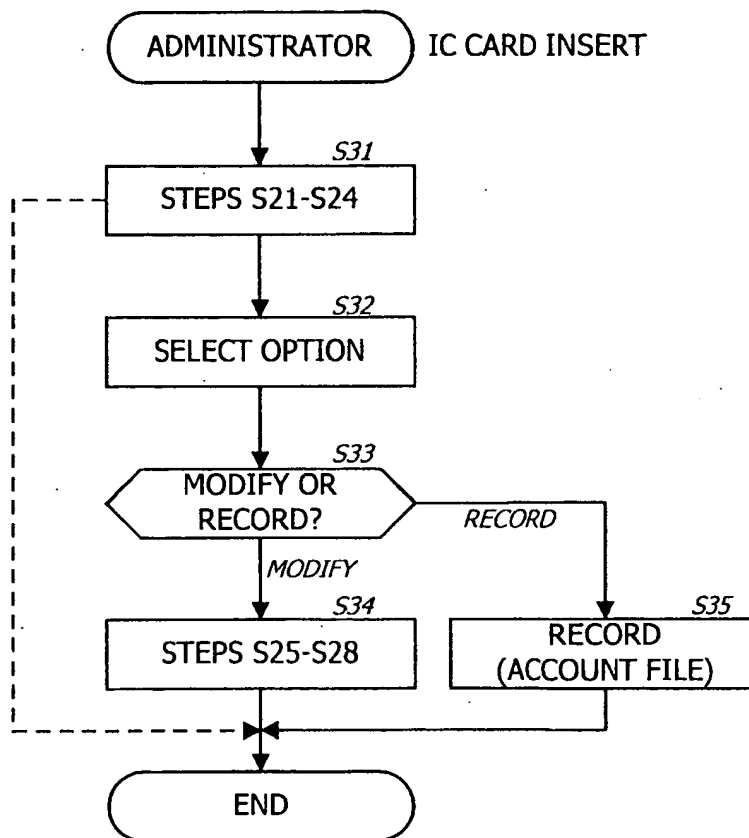 ADMINISTRATOR IC CARD INSERT
S31
STEPS S21-S24
S32
SELECT OPTION
S33
MODIFY OR
RECORD?
RECORD
MODIFY
S34
STEPS S25-S28
S35
RECORD
(ACCOUNT FILE)
END